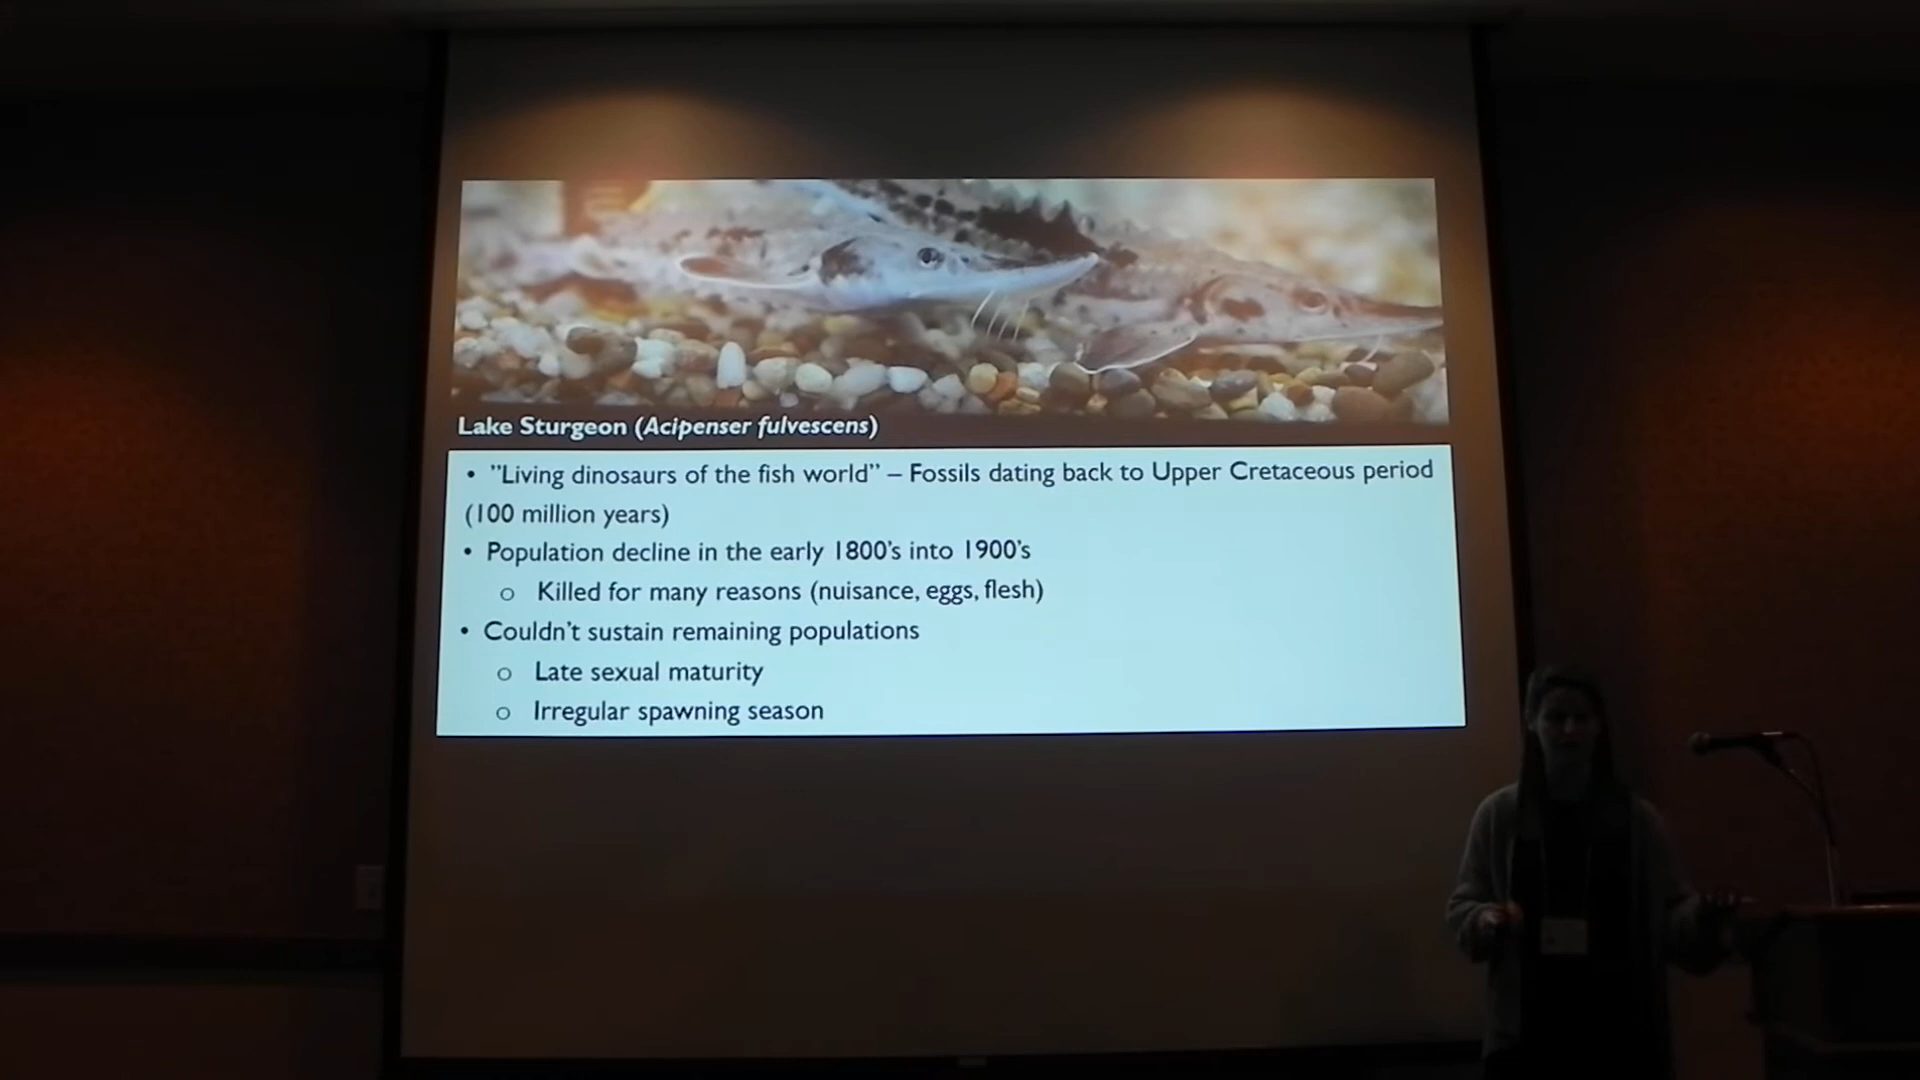 Lake Sturgeon (Acipenser fulvescens)
• ”Living dinosaurs of the fish world” – Fossils dating back to Upper Cretaceous period
(100 million years)
• Population decline in the early 1800’s into 1900’s
o Killed for many reasons (nuisance, eggs, flesh)
• Couldn’t sustain remaining populations
o Late sexual maturity
o Irregular spawning season